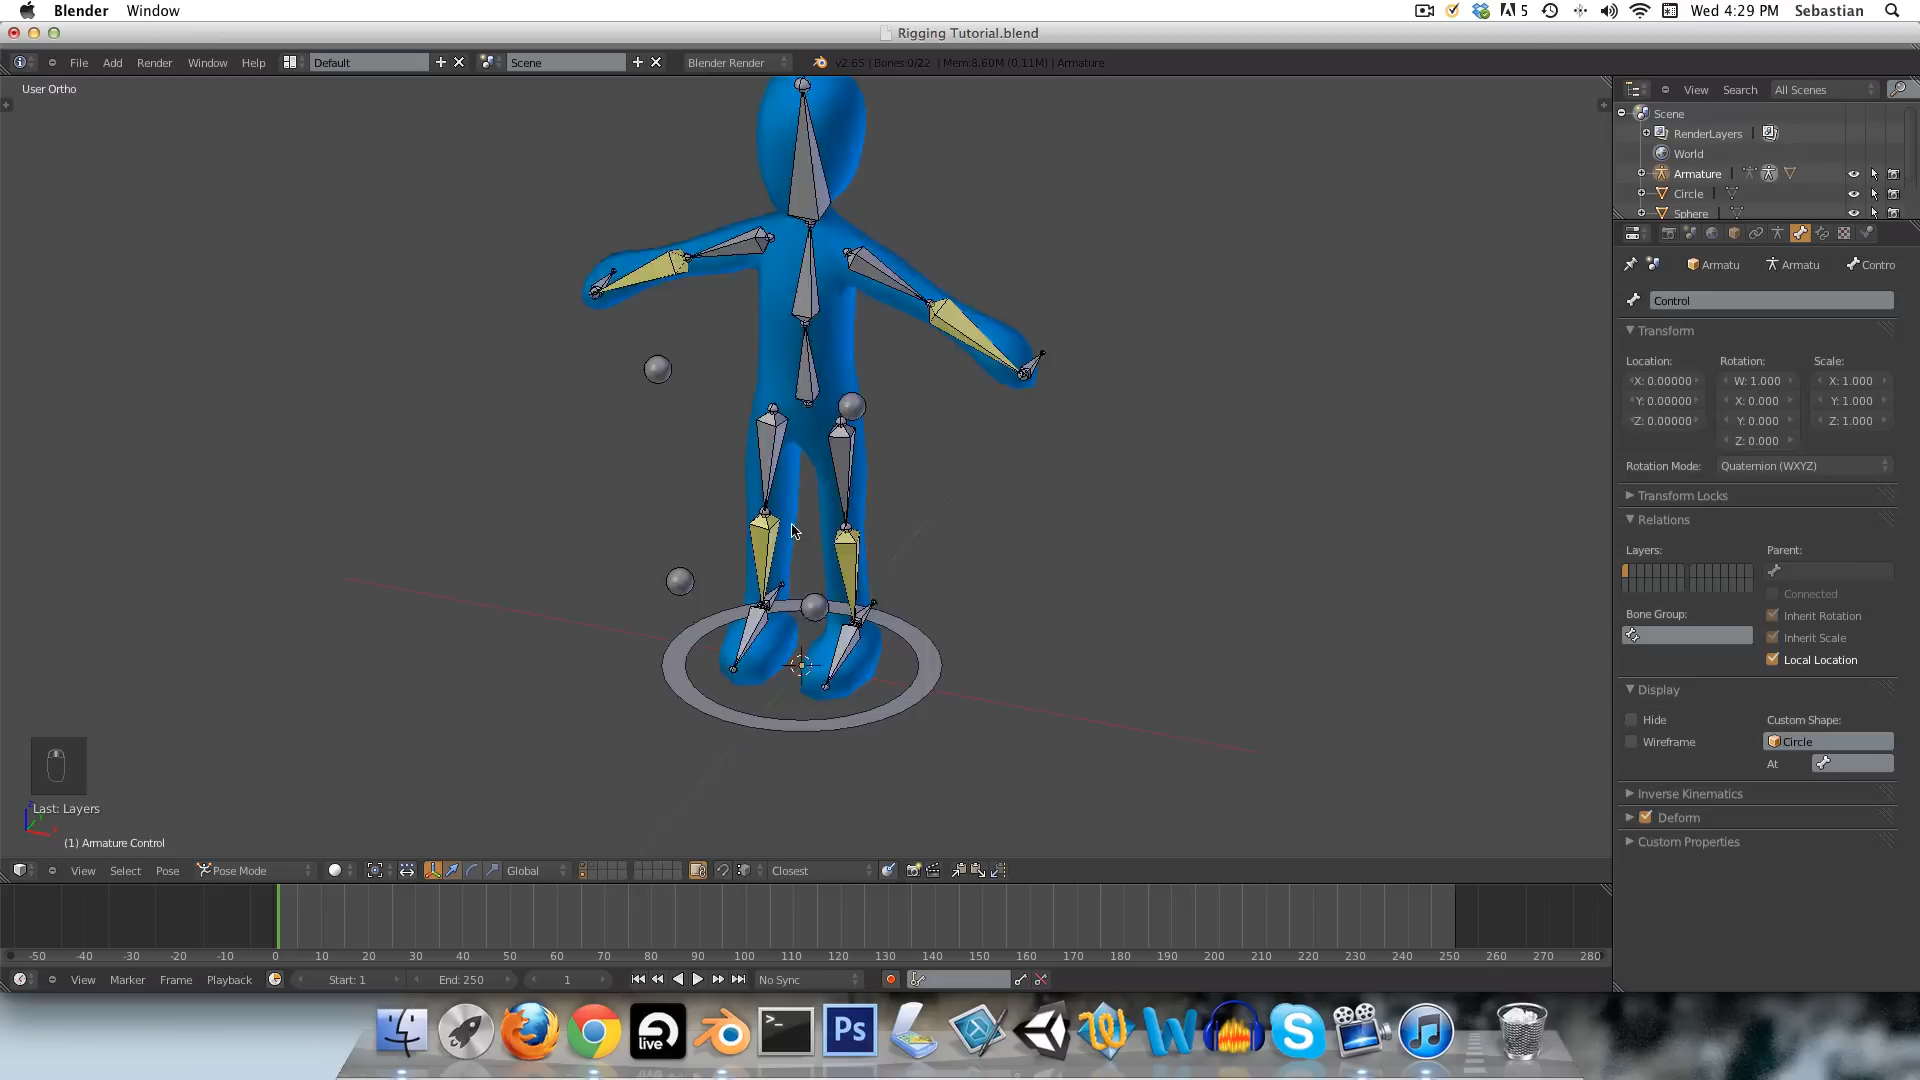 Blender Window 5 Wed 4:29 PM Sebastian
Rigging Tutorial.blend
File Add Render Window Help Default Scene Blender Render v2.65 | Bones:0/22 | Mem:8.60M (0.11M) | Armature
User Ortho
View Search All Scenes
Scene
RenderLayers
World
Armature
Circle
Sphere
Armatu Armatu Contro
Control
Transform
Location: Rotation: Scale:
X: 0.00000 W: 1.000 X: 1.000
Y: 0.00000 X: 0.000 Y: 1.000
Z: 0.00000 Y: 0.000 Z: 1.000
Z: 0.000
Rotation Mode: Quaternion (WXYZ)
Transform Locks
Relations
Layers: Parent:
Connected
Bone Group: Inherit Rotation
Inherit Scale
Local Location
Display
Hide Custom Shape:
Wireframe Circle
At
Inverse Kinematics
Deform
Custom Properties
Last: Layers
(1) Armature Control
View Select Pose Pose Mode Global Closest
-50 -40 -30 -20 -10 0 10 20 30 40 50 60 70 80 90 100 110 120 130 140 150 160 170 180 190 200 210 220 230 240 250 260 270 280
View Marker Frame Playback Start: 1 End: 250 1 No Sync
live Ps W